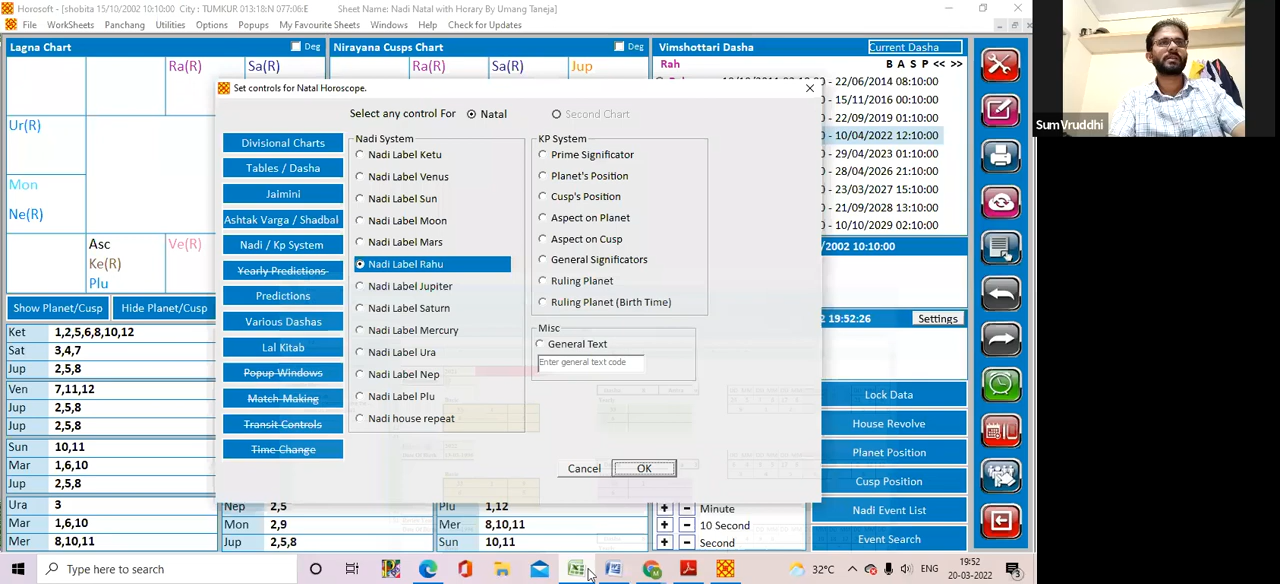 Horosoft - (shobita 15/10/2002 10:10:00 City : TUMKUR 013:18:N 077:06:E Sheet Name: Nadi Natal with Horary By Umang Taneja]
File WorkSheets Panchang Utilities Options Popups My Favourite Sheets Windows Help Check for Updates
Lagna Chart
Deg
Nirayana Cusps Chart
Deg
Vimshottari Dasha
Current Dasha
Ra(R)
Sa(R)
Ra(R)
Sa(R)
Jup
Rah
B A S P << >>
- 22/06/2014 08:10:00
- 15/11/2016 00:10:00
- 22/09/2019 01:10:00
- 10/04/2022 12:10:00
- 29/04/2023 01:10:00
- 28/04/2026 21:10:00
- 23/03/2027 15:10:00
- 21/09/2028 13:10:00
- 10/10/2029 02:10:00
Ur(R)
Mon
Ne(R)
Asc
Ke(R)
Plu
Ve(R)
Set controls for Natal Horoscope.
Select any control For
Natal
Second Chart
Divisional Charts
Tables / Dasha
Jaimini
Ashtak Varga / Shadbal
Nadi / Kp System
Yearly Predictions
Predictions
Various Dashas
Lal Kitab
Popup Windows
Match Making
Transit Controls
Time Change
Nadi System
Nadi Label Ketu
Nadi Label Venus
Nadi Label Sun
Nadi Label Moon
Nadi Label Mars
Nadi Label Rahu
Nadi Label Jupiter
Nadi Label Saturn
Nadi Label Mercury
Nadi Label Ura
Nadi Label Nep
Nadi Label Plu
Nadi house repeat
KP System
Prime Significator
Planet's Position
Cusp's Position
Aspect on Planet
Aspect on Cusp
General Significators
Ruling Planet
Ruling Planet (Birth Time)
Misc
General Text
Enter general text code
Cancel
OK
/2002 10:10:00
19:52:26
Settings
Show Planet/Cusp
Hide Planet/Cusp
Ket 1,2,5,6,8,10,12
Sat 3,4,7
Jup 2,5,8
Ven 7,11,12
Jup 2,5,8
Jup 2,5,8
Sun 10,11
Mar 1,6,10
Jup 2,5,8
Ura 3
Mar 1,6,10
Mer 8,10,11
Nep 2,5
Mon 2,9
Jup 2,5,8
Plu 1,12
Mer 8,10,11
Sun 10,11
+ - Minute
+ - 10 Second
+ - Second
Lock Data
House Revolve
Planet Position
Cusp Position
Nadi Event List
Event Search
Type here to search
32°C
ENG
19:52
20-03-2022
3
SumVruddhi